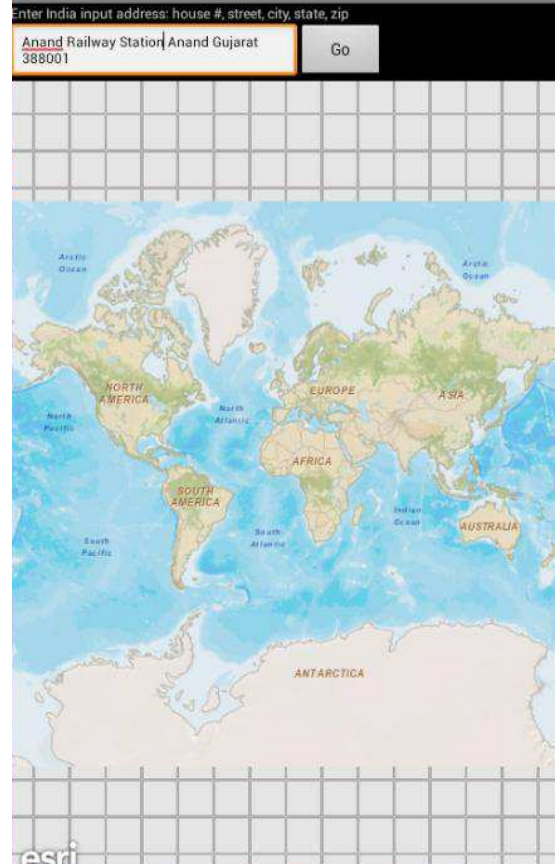 Enter India input address: house #, street, city, state, zip
Anand Railway Station Anand Gujarat
388001
Go
Arctic
Ocean
Arctic
Ocean
NORTH
AMERICA
EUROPE
ASIA
North
Pacific
North
Atlantic
AFRICA
SOUTH
AMERICA
Indian
Ocean
AUSTRALIA
South
Pacific
South
Atlantic
ANTARCTICA
esri